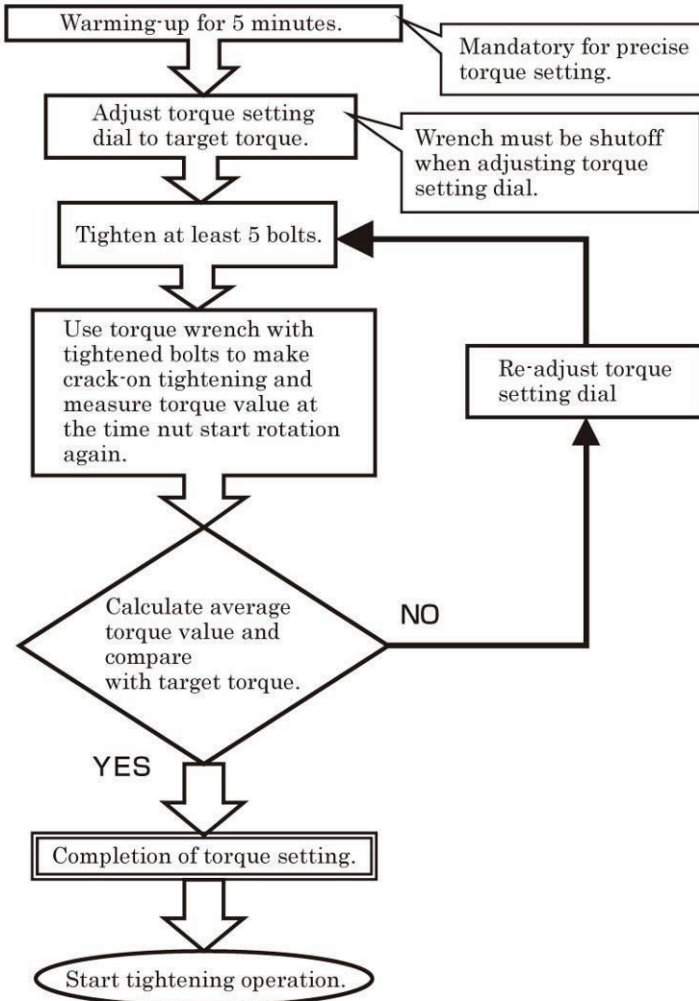 Warming-up for 5 minutes.
Mandatory for precise
torque setting.
Adjust torque setting
dial to target torque.
Wrench must be shutoff
when adjusting torque
setting dial.
Tighten at least 5 bolts.
Use torque wrench with
tightened bolts to make
crack-on tightening and
measure torque value at
the time nut start rotation
again.
Re-adjust torque
setting dial
Calculate average
torque value and
compare
with target torque.
NO
YES
Completion of torque setting.
Start tightening operation.